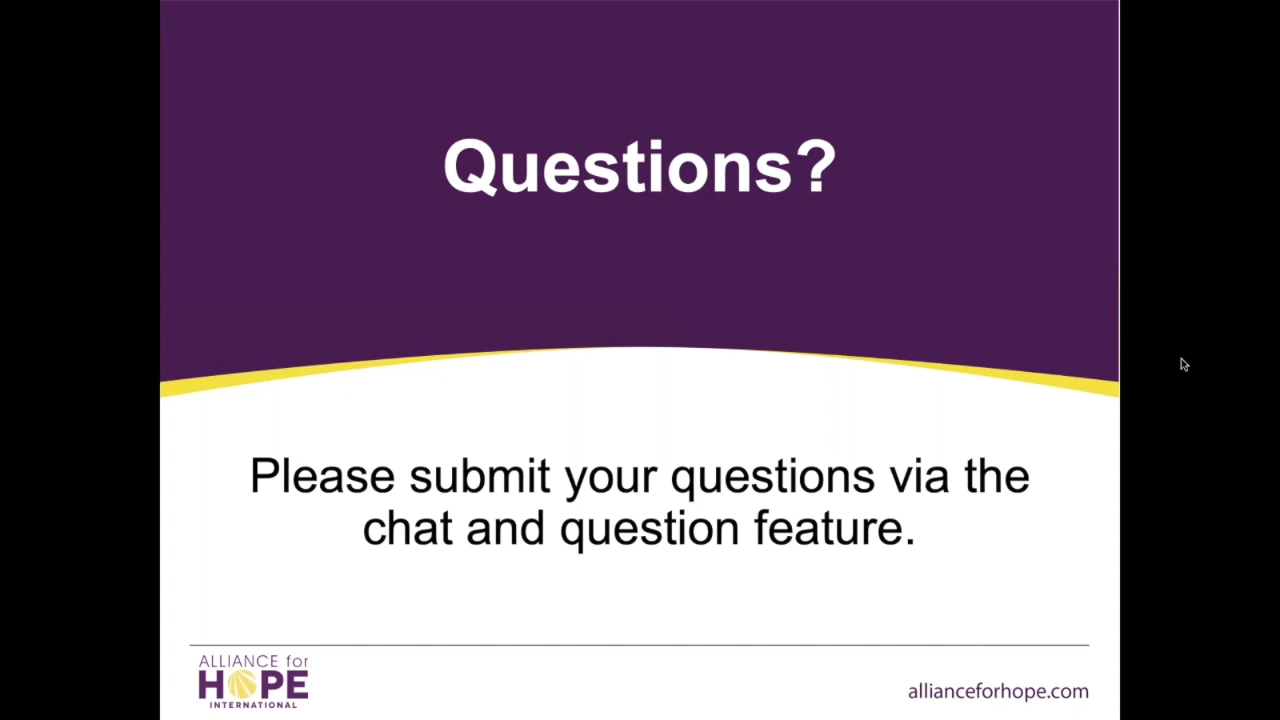 Questions?
Please submit your questions via the
chat and question feature.
ALLIANCE for
HOPE
INTERNATIONAL
allianceforhope.com